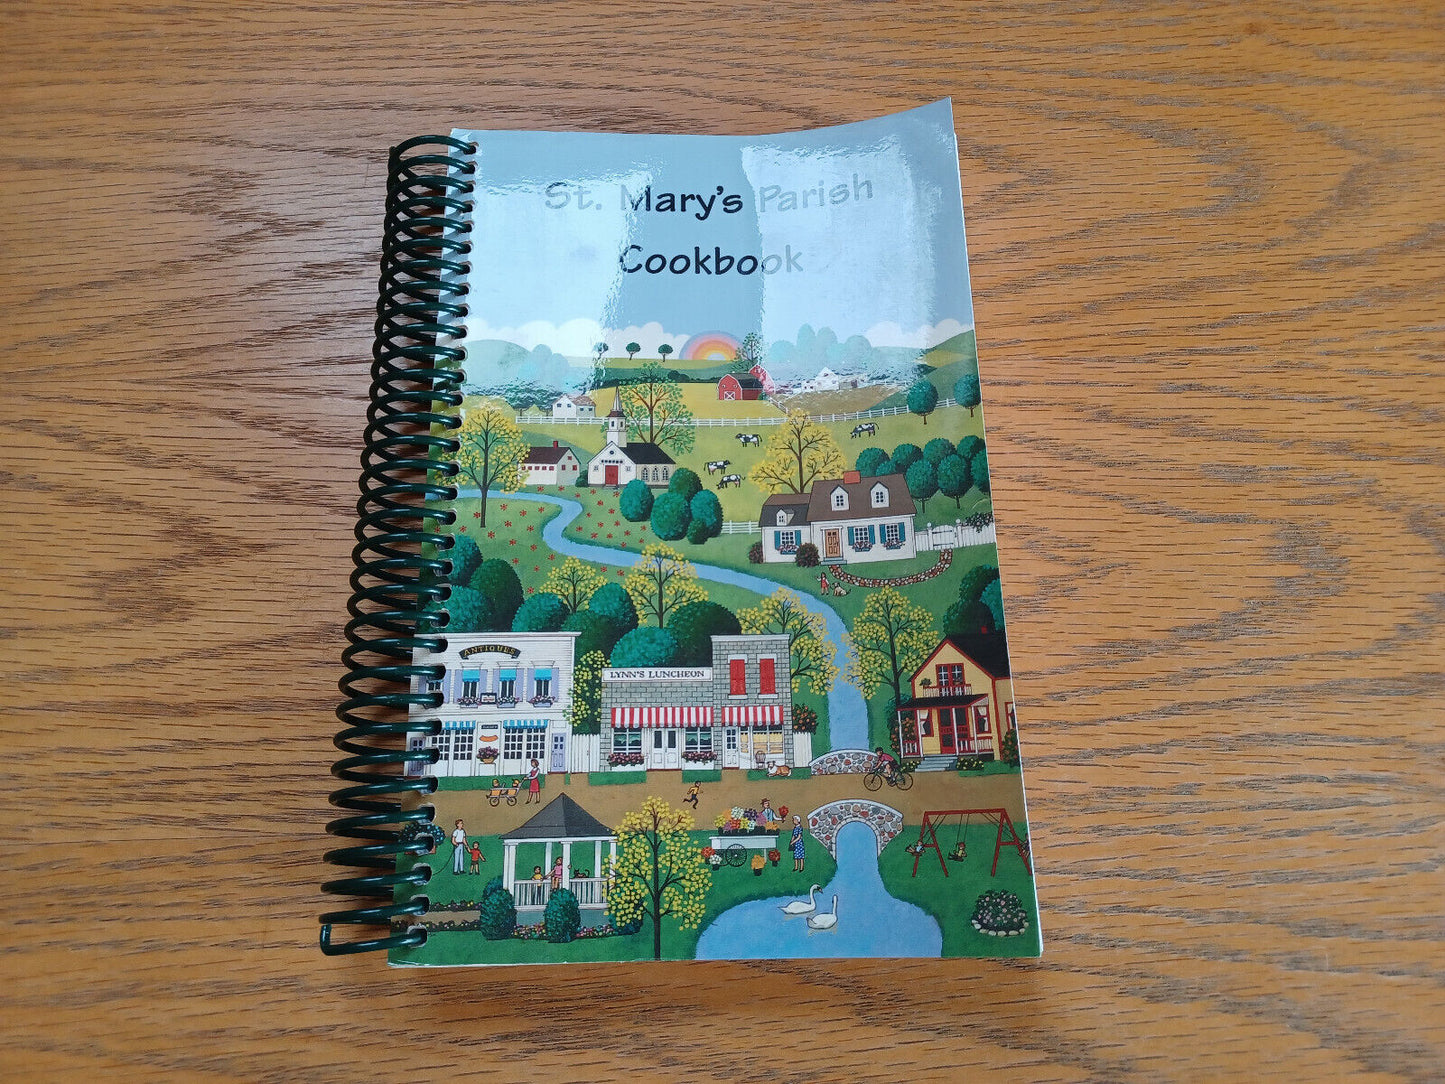 St. Mary's Parish
Cookbook
ANTIQUES
LYNN'S LUNCHEON